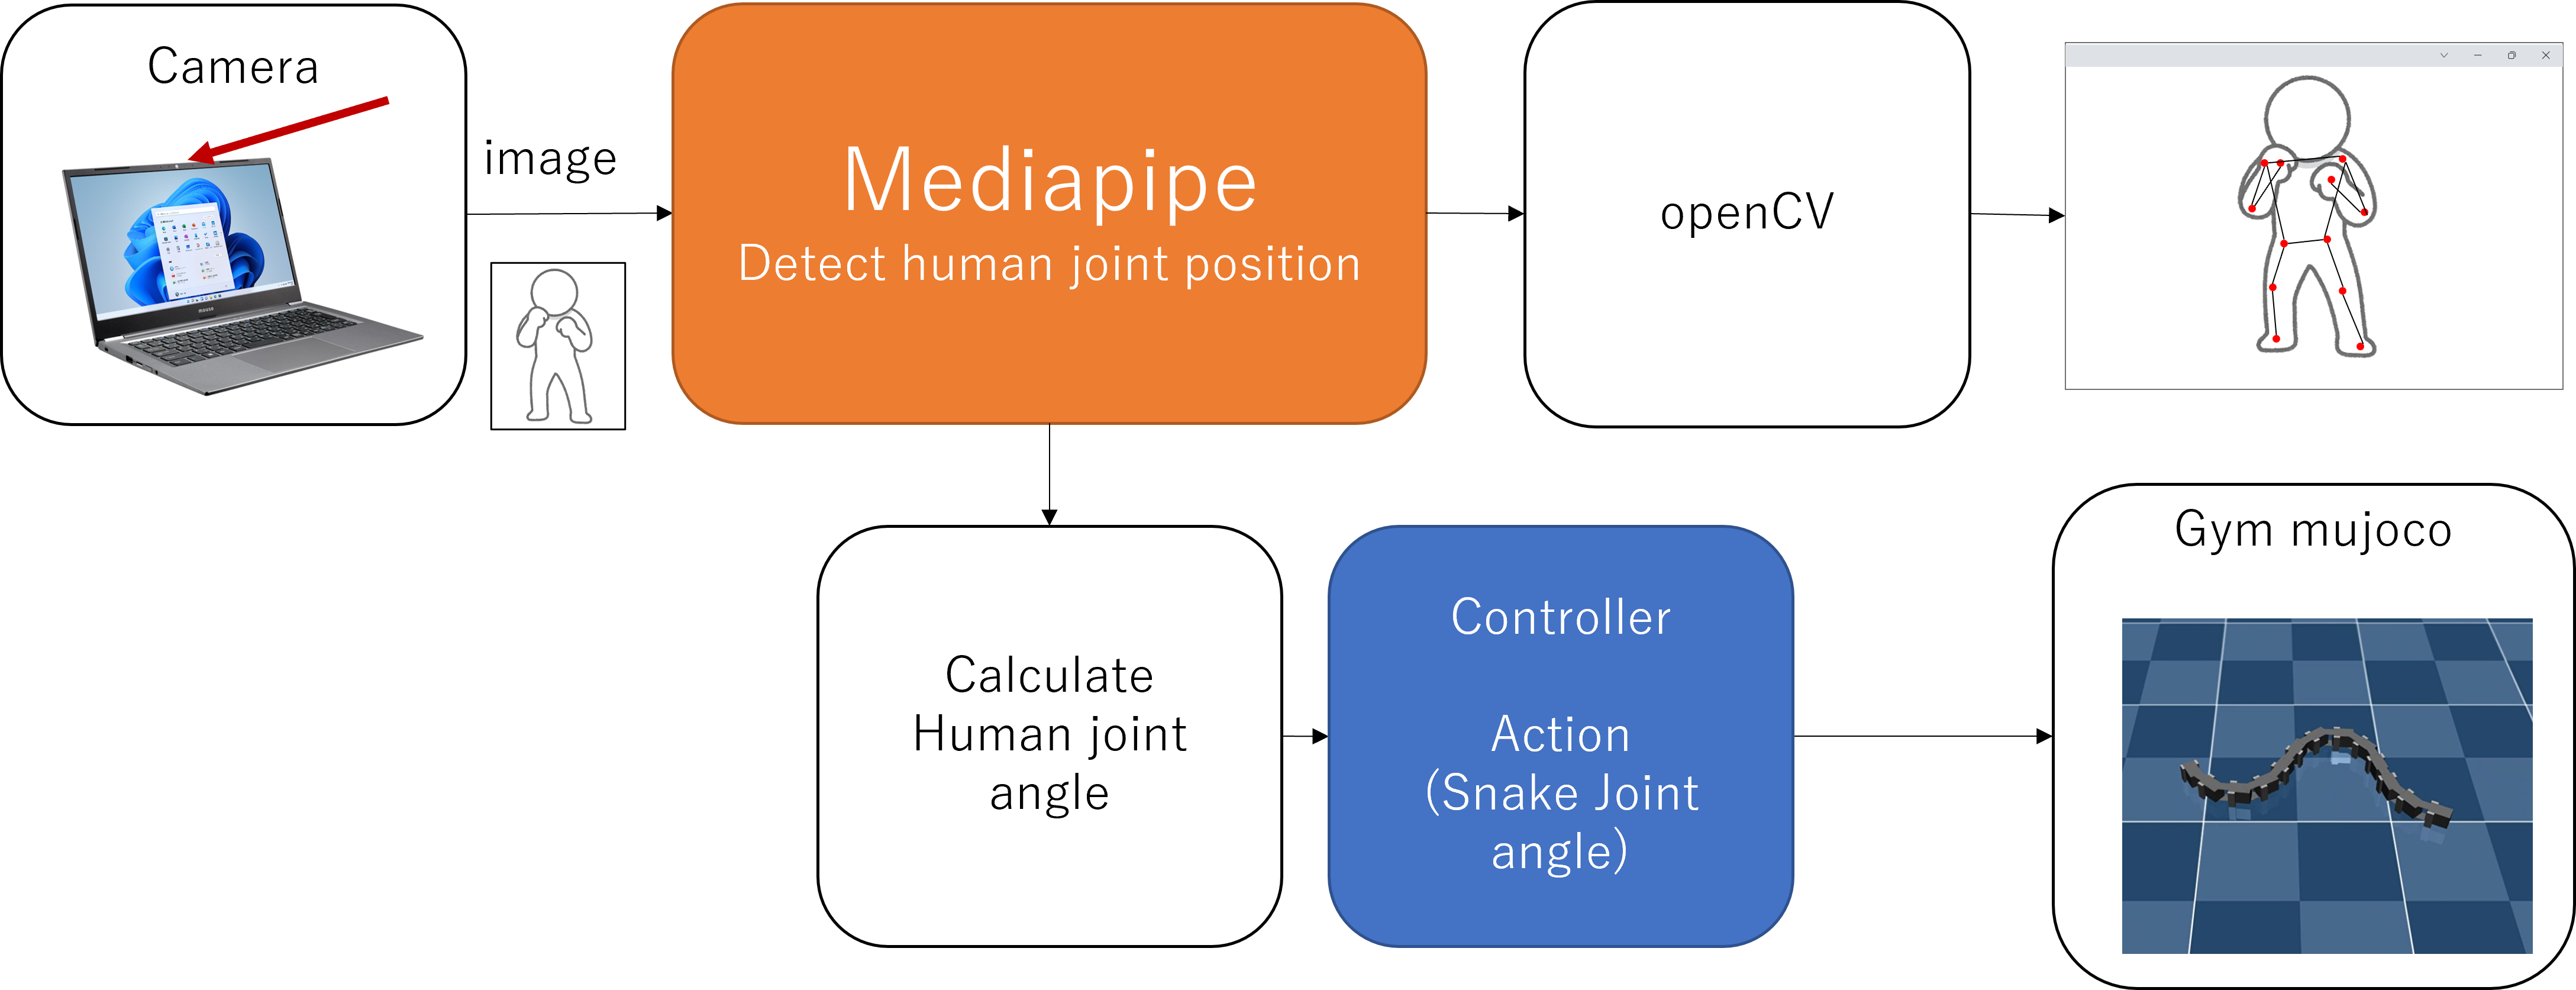 Camera
image
Mediapipe
Detect human joint position
openCV
Calculate
Human joint
angle
Controller
Action
(Snake Joint
angle)
Gym mujoco
mouse